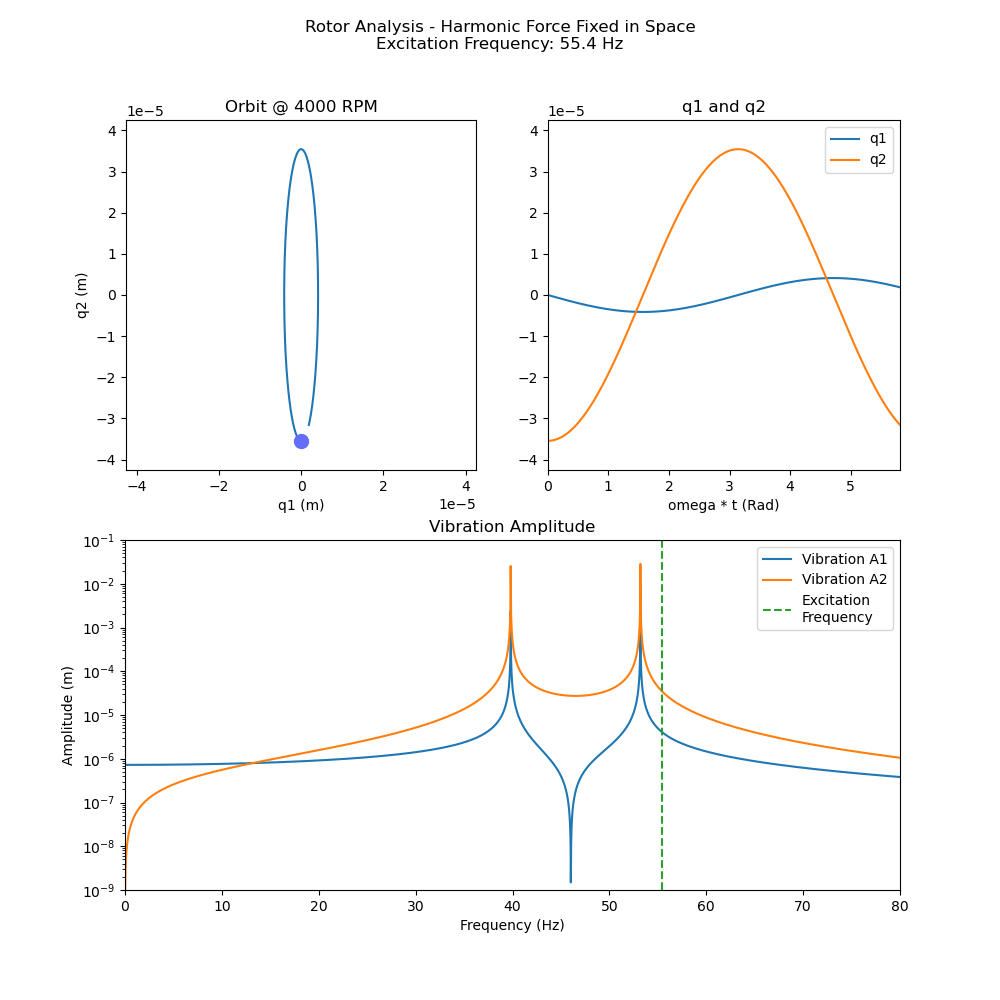 Rotor Analysis - Harmonic Force Fixed in Space
Excitation Frequency: 55.4 Hz
Orbit @ 4000 RPM
1e−5
4
3
2
1
0
−1
−2
−3
−4
q2 (m)
−4 −2 0 2 4
q1 (m)
1e−5
q1 and q2
1e−5
4
3
2
1
0
−1
−2
−3
−4
q1
q2
0 1 2 3 4 5
omega * t (Rad)
Vibration Amplitude
10⁻¹
10⁻²
10⁻³
10⁻⁴
10⁻⁵
10⁻⁶
10⁻⁷
10⁻⁸
10⁻⁹
Amplitude (m)
Vibration A1
Vibration A2
Excitation
Frequency
0 10 20 30 40 50 60 70 80
Frequency (Hz)